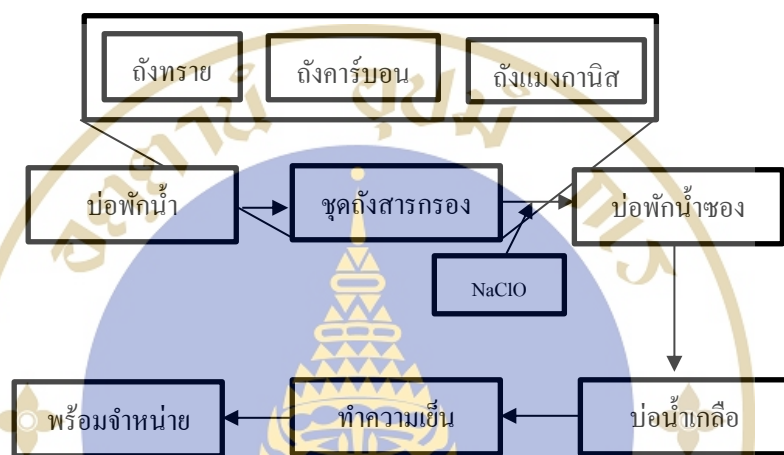 ถังทราย ถังคาร์บอน ถังแมงกานิส
บ่อพักน้ำ ชุดถังสารกรอง บ่อพักน้ำซอง
NaClO
พร้อมจำหน่าย ทำความเย็น บ่อน้ำเกลือ